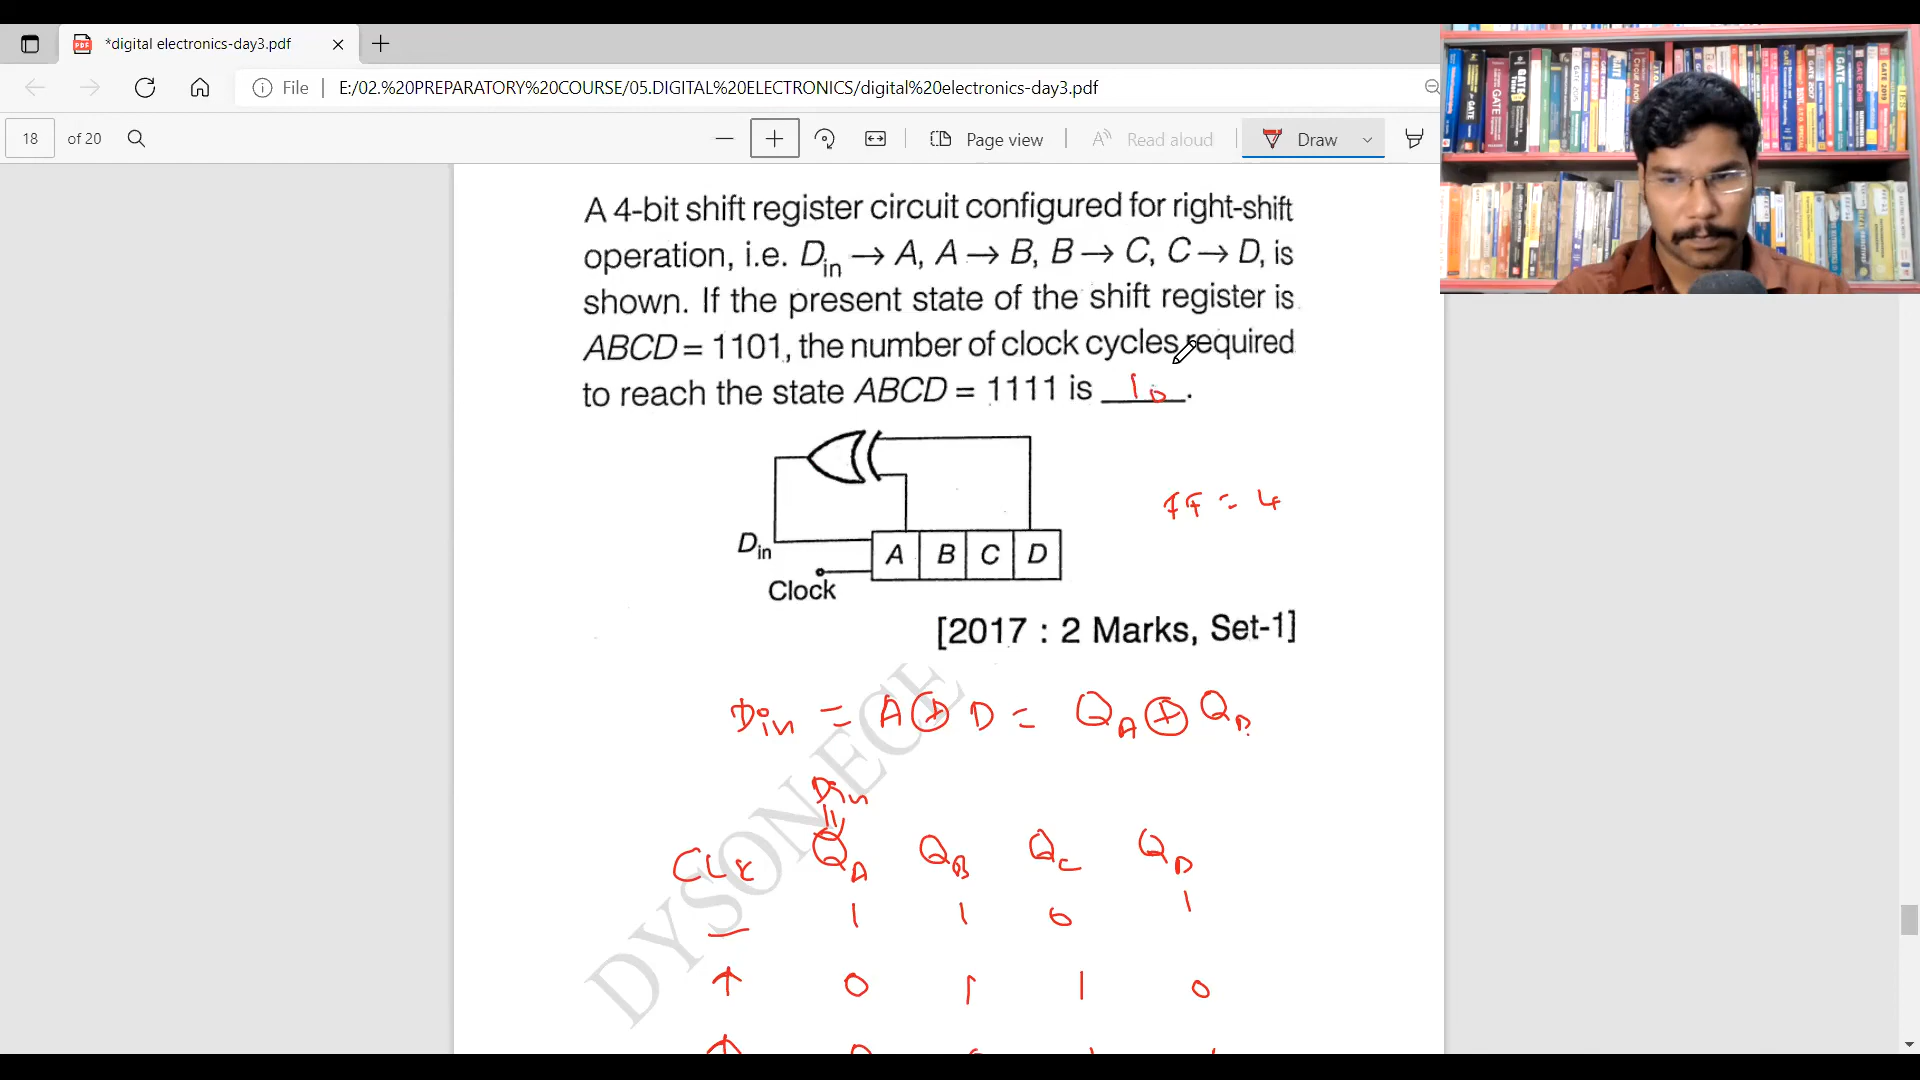 *digital electronics-day3.pdf
File
E:/02.%20PREPARATORY%20COURSE/05.DIGITAL%20ELECTRONICS/digital%20electronics-day3.pdf
18 of 20
Page view
Read aloud
Draw
A 4-bit shift register circuit configured for right-shift
operation, i.e. Din → A, A → B, B → C, C → D, is
shown. If the present state of the shift register is
ABCD = 1101, the number of clock cycles required
to reach the state ABCD = 1111 is 10.
FF = 4
Din
A B C D
Clock
[2017 : 2 Marks, Set-1]
Din = A ⊕ D = QA ⊕ QD
DYSON ECE
Din
CLK QA QB QC QD
1 1 0 1
↑ 0 1 1 0